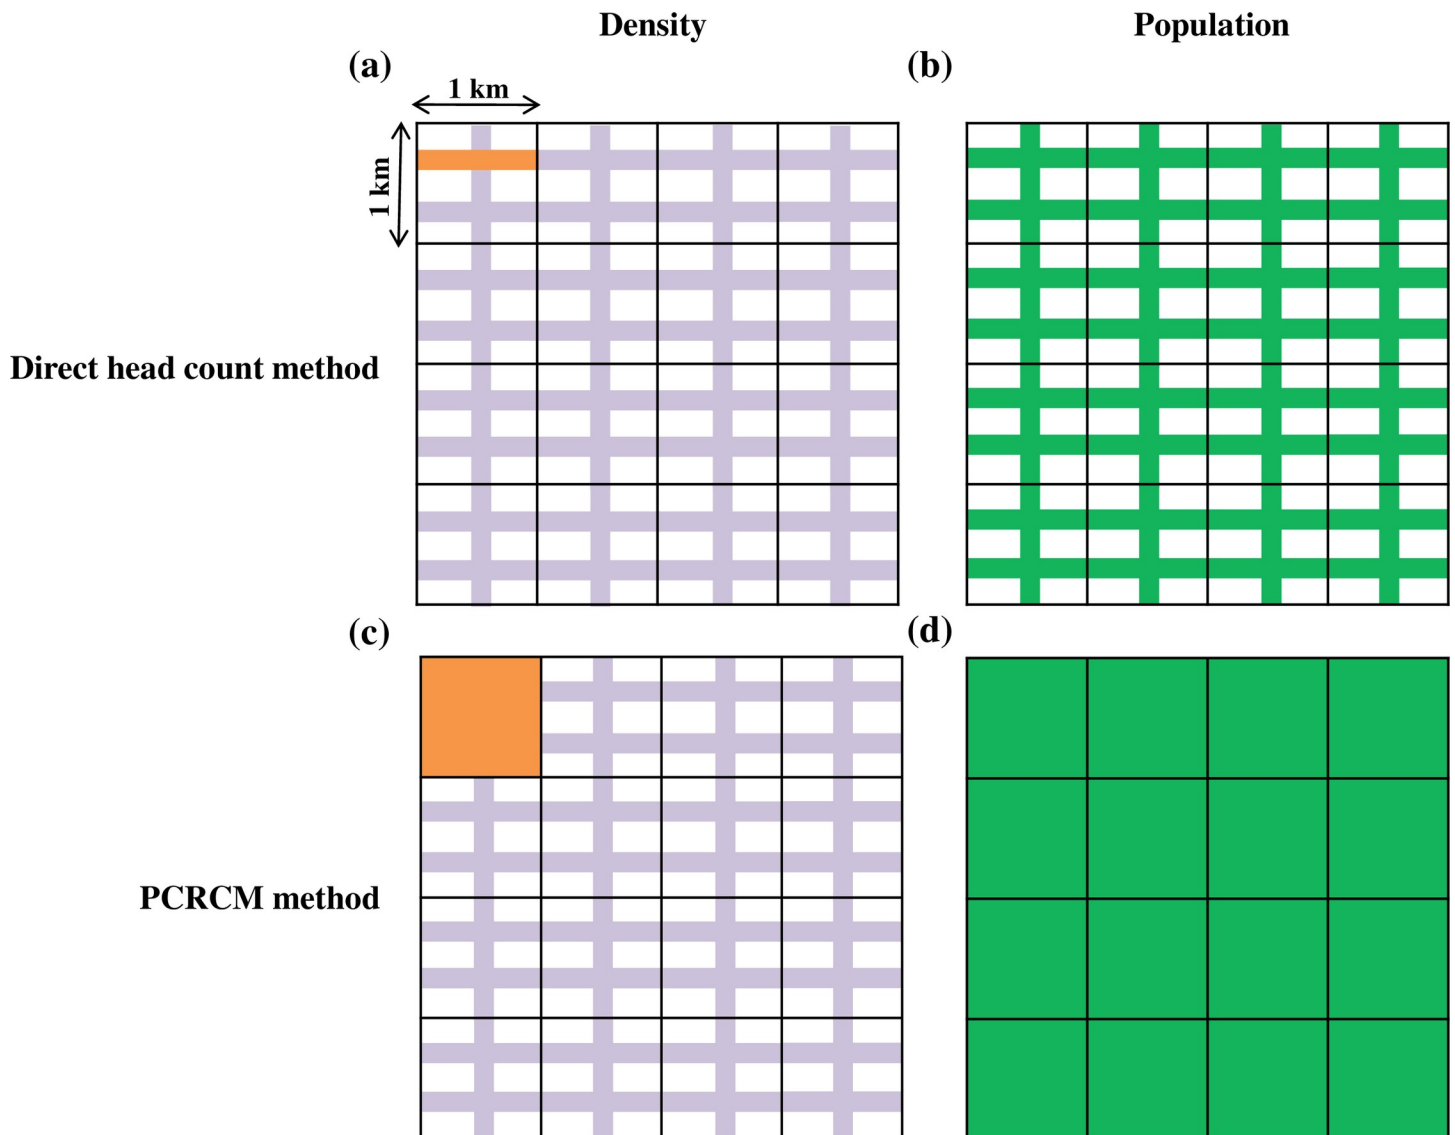 Density
Population
(a)
(b)
1 km
1 km
Direct head count method
(c)
(d)
PCRCM method